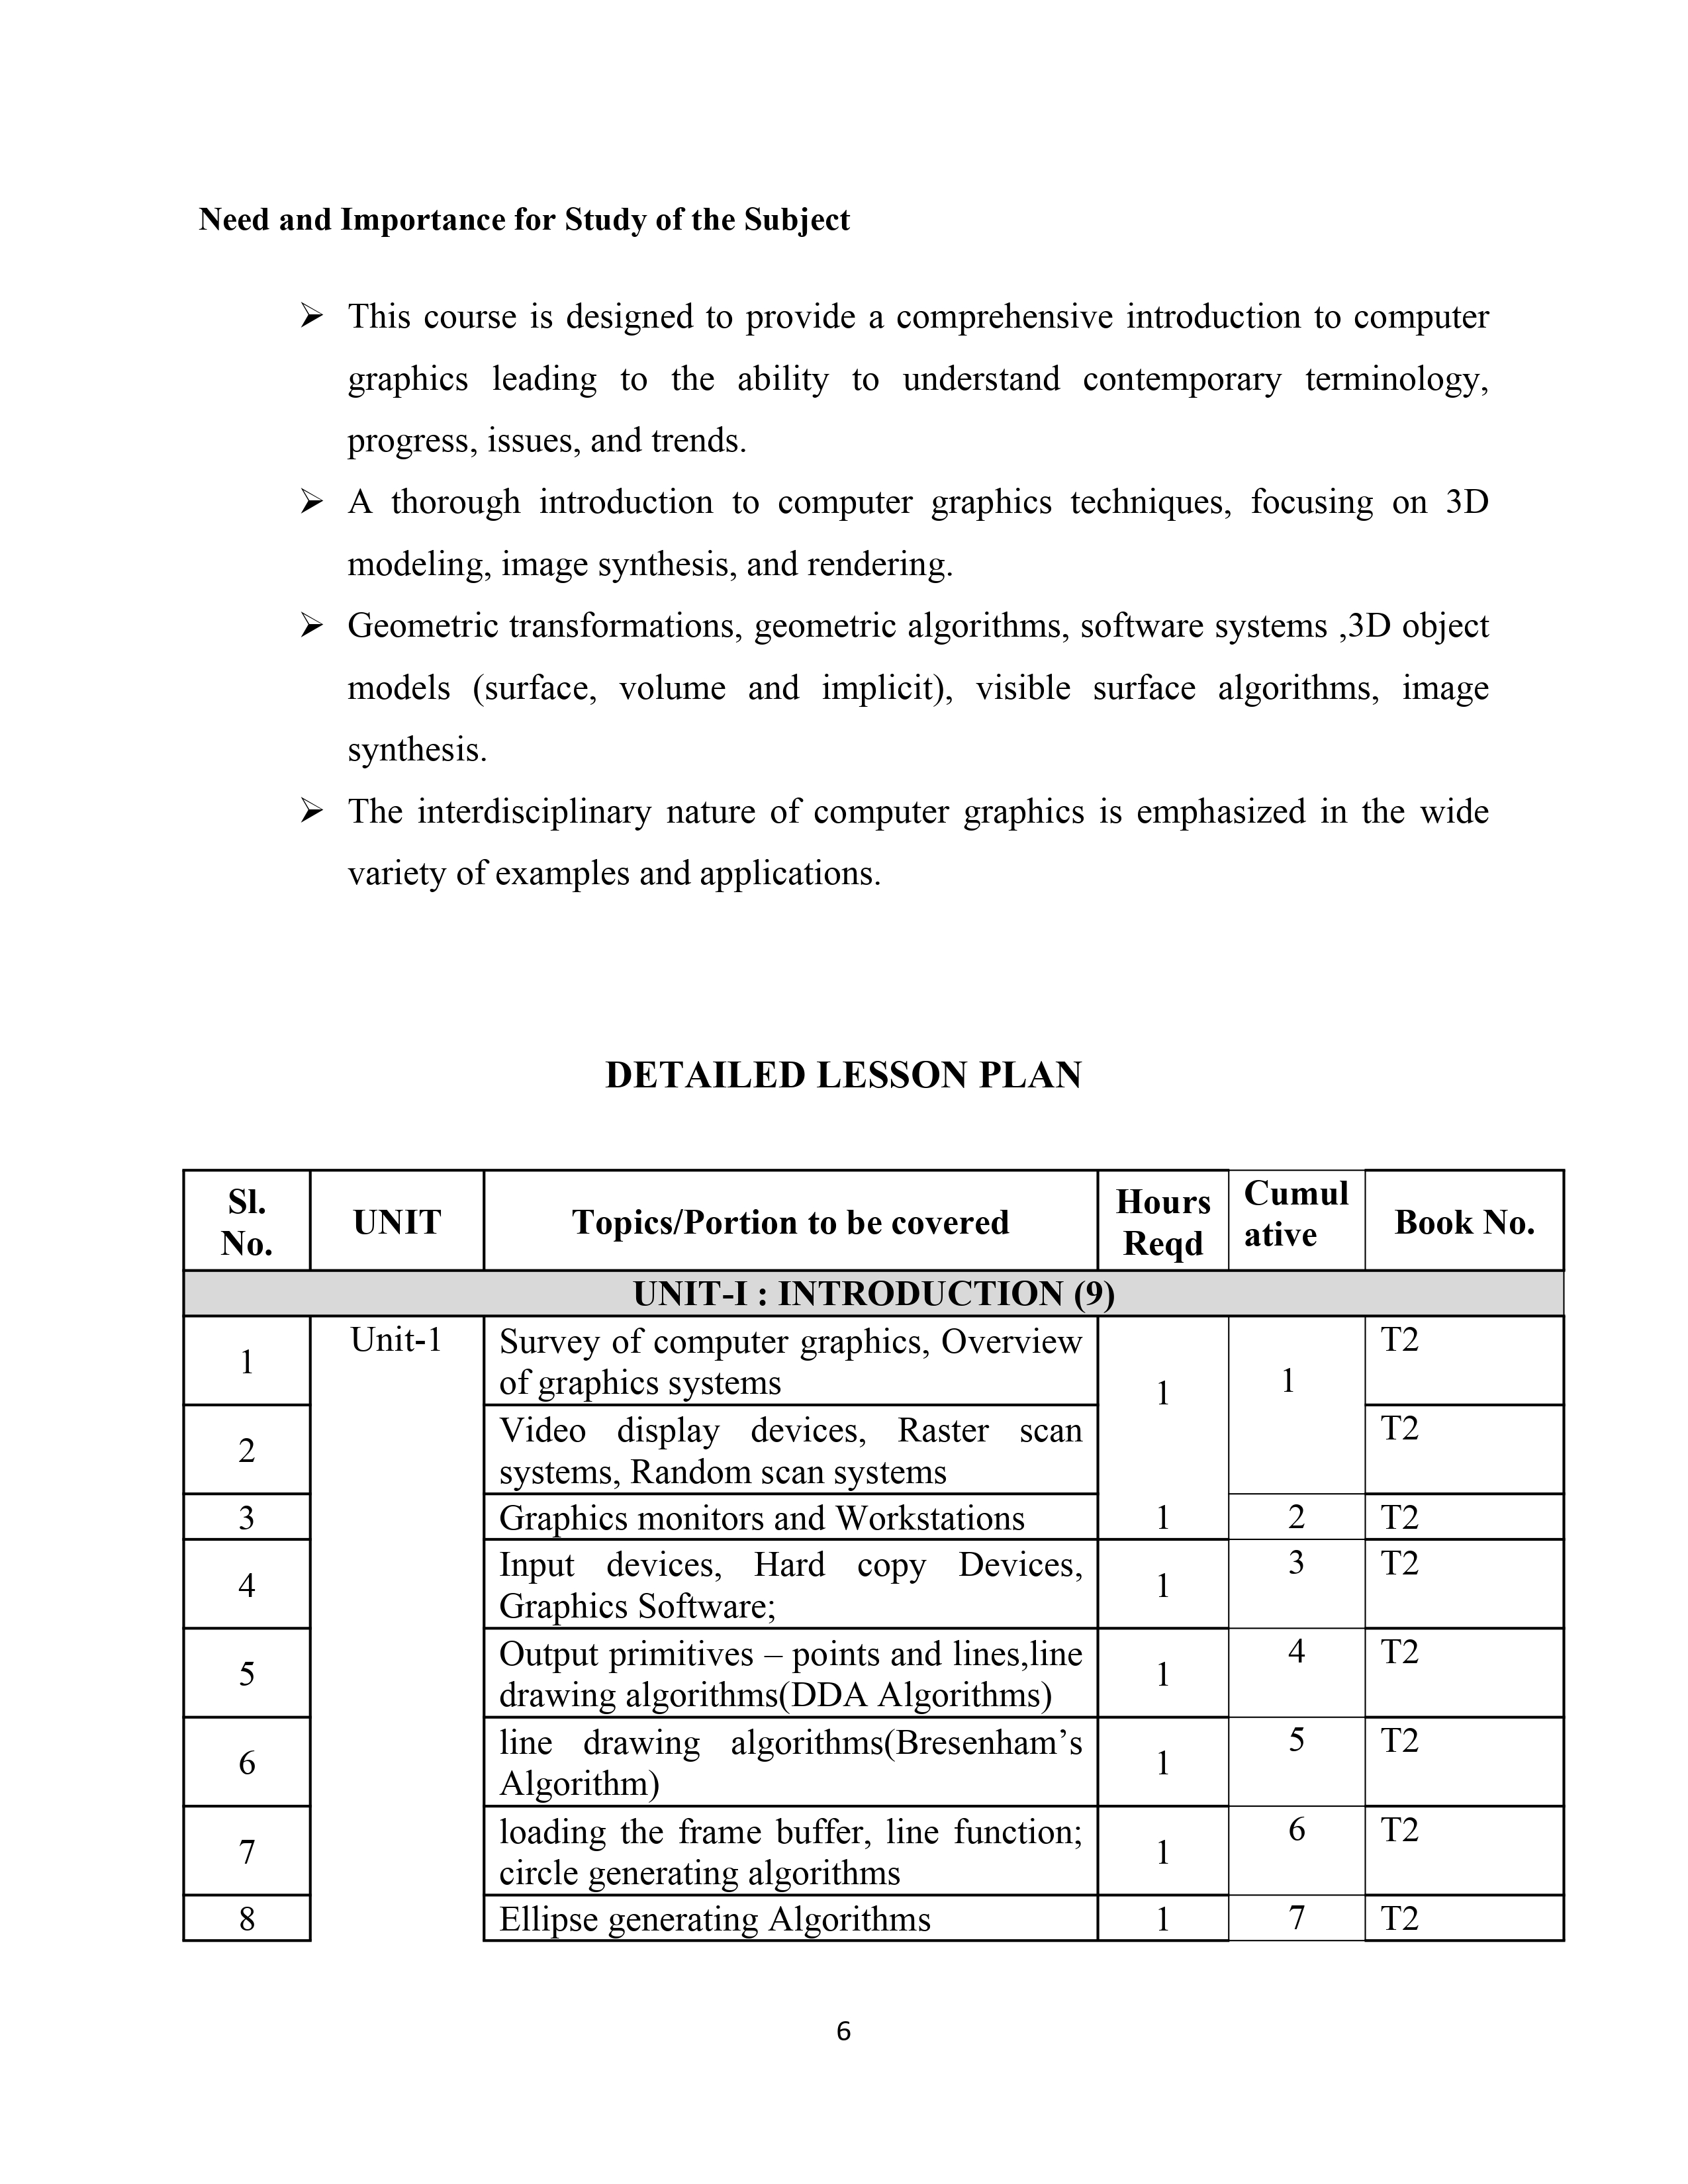 Need and Importance for Study of the Subject
➢ This course is designed to provide a comprehensive introduction to computer
graphics leading to the ability to understand contemporary terminology,
progress, issues, and trends.
➢ A thorough introduction to computer graphics techniques, focusing on 3D
modeling, image synthesis, and rendering.
➢ Geometric transformations, geometric algorithms, software systems ,3D object
models (surface, volume and implicit), visible surface algorithms, image
synthesis.
➢ The interdisciplinary nature of computer graphics is emphasized in the wide
variety of examples and applications.
DETAILED LESSON PLAN
Sl.
No.
UNIT
Topics/Portion to be covered
Hours
Reqd
Cumul
ative
Book No.
UNIT-I : INTRODUCTION (9)
1
Unit-1
Survey of computer graphics, Overview
of graphics systems
1
1
T2
2
Video display devices, Raster scan
systems, Random scan systems
T2
3
Graphics monitors and Workstations
1
2
T2
4
Input devices, Hard copy Devices,
Graphics Software;
1
3
T2
5
Output primitives – points and lines,line
drawing algorithms(DDA Algorithms)
1
4
T2
6
line drawing algorithms(Bresenham’s
Algorithm)
1
5
T2
7
loading the frame buffer, line function;
circle generating algorithms
1
6
T2
8
Ellipse generating Algorithms
1
7
T2
6